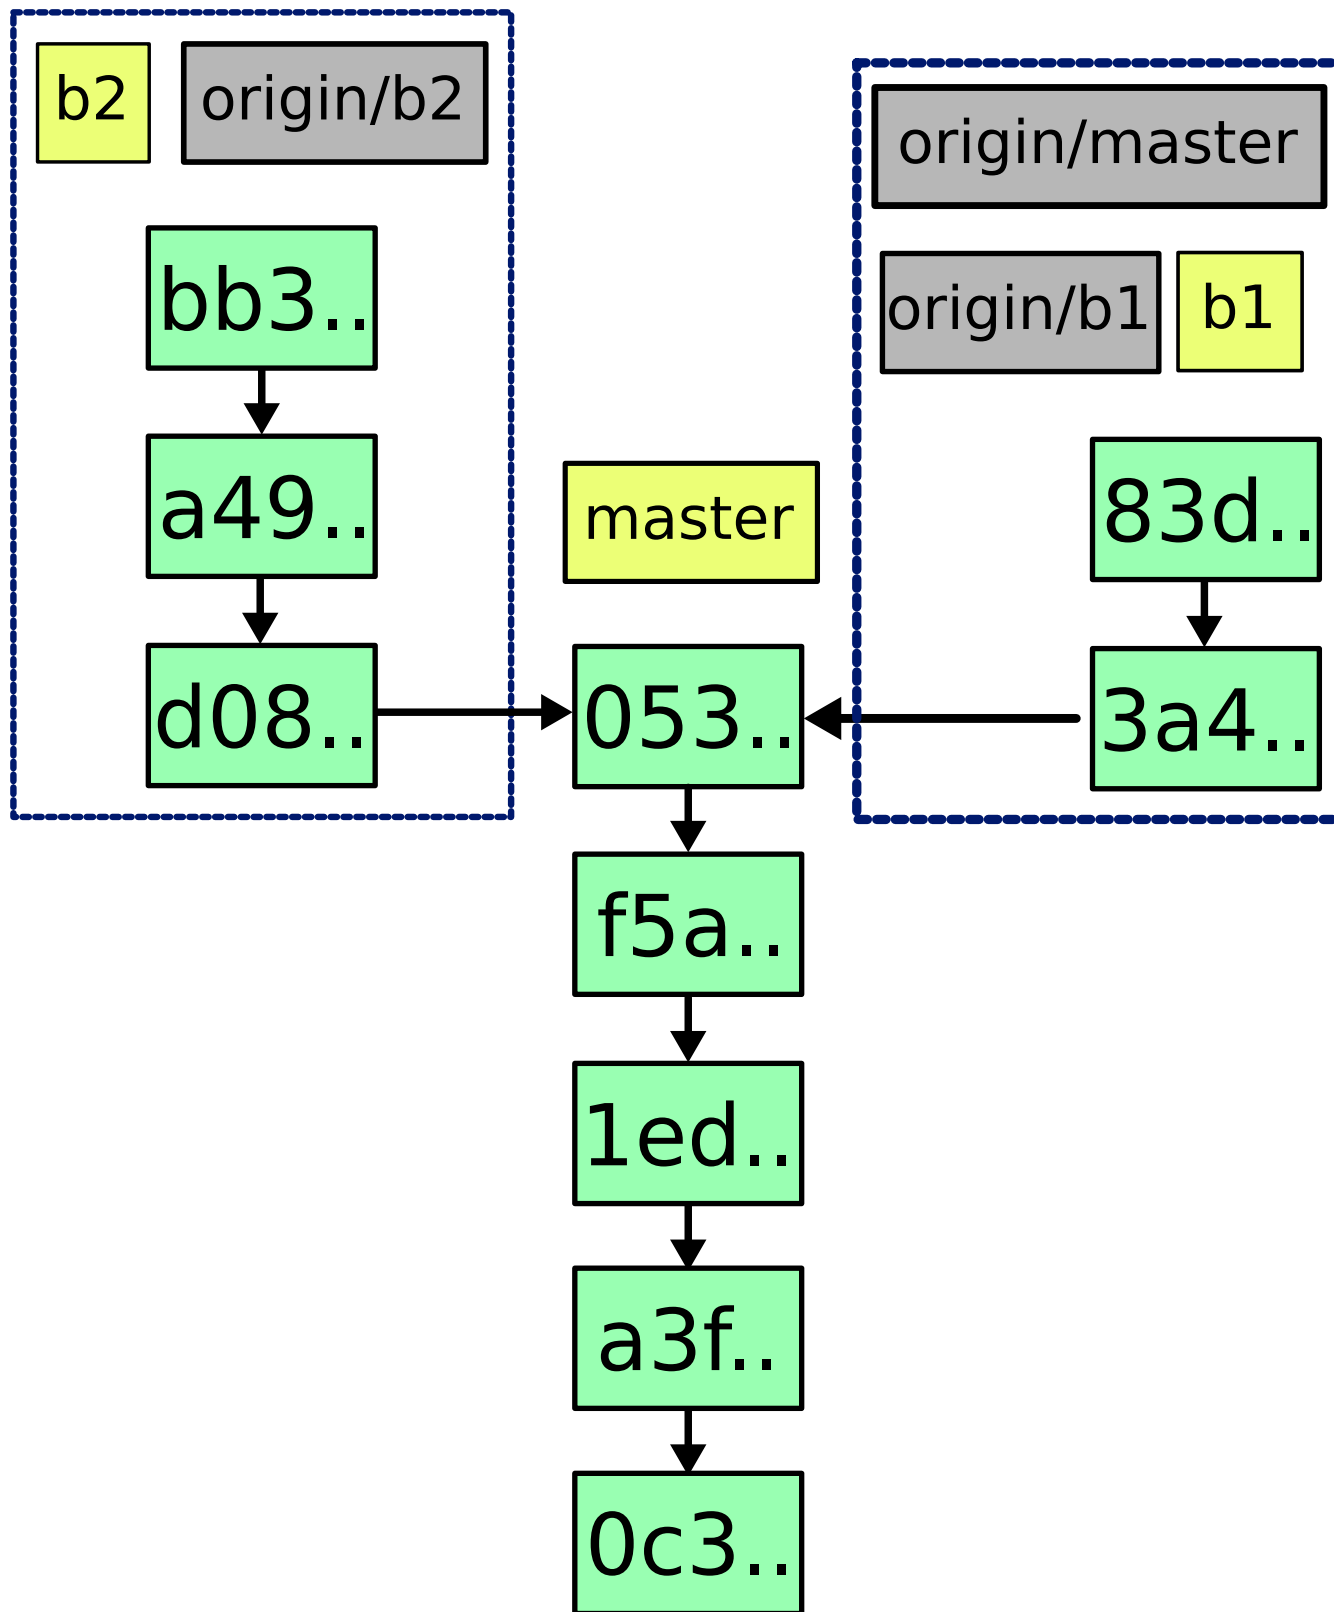 b2
origin/b2
bb3..
a49..
d08..
master
053..
f5a..
1ed..
a3f..
0c3..
origin/master
origin/b1
b1
83d..
3a4..